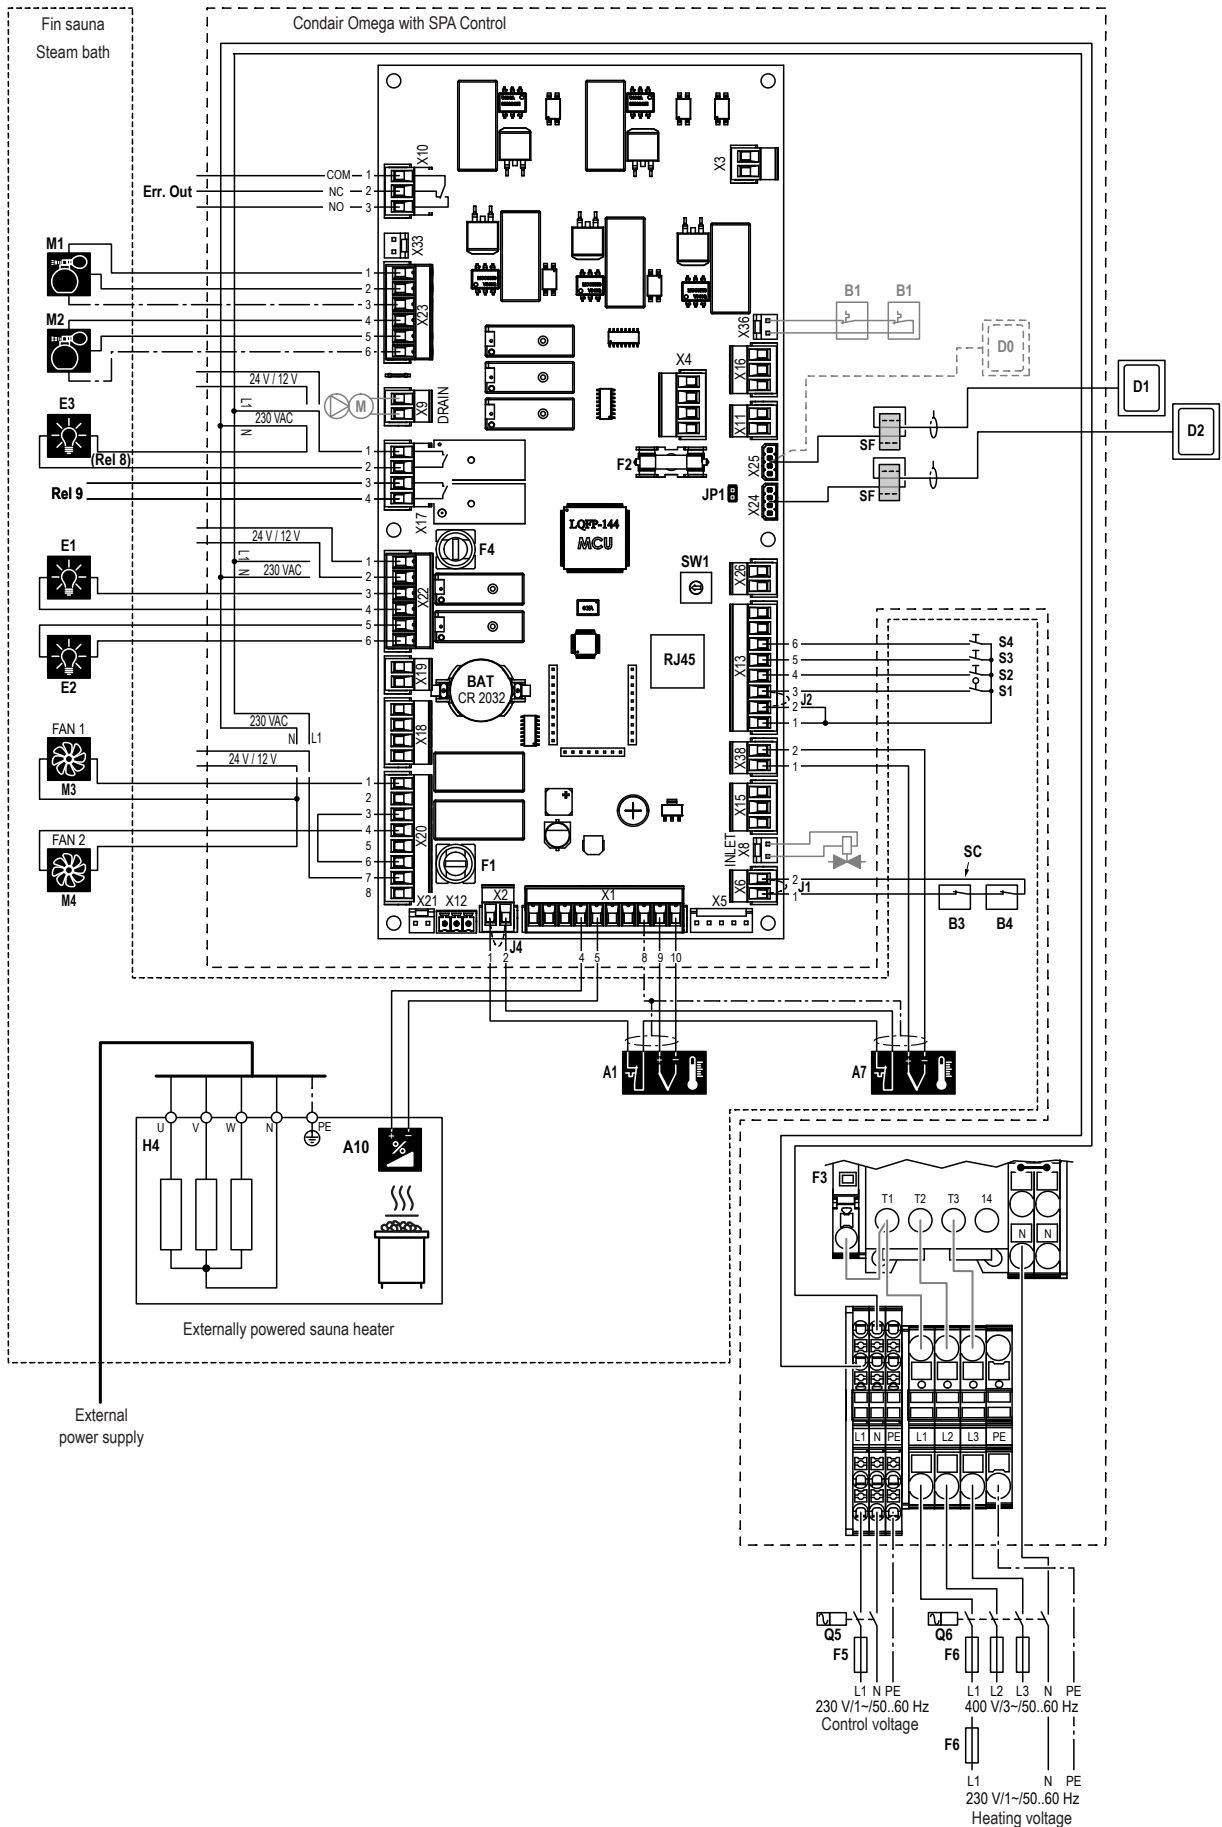 Fin sauna
Steam bath
Condair Omega with SPA Control
X10
X3
COM 1
NC 2
NO 3
Err. Out
X33
M1
1
2
3
4
5
6
X23
M2
B1 B1
X36
D0
X4
X16
24 V / 12 V
X9
DRAIN
M
L1
230 VAC
N
E3
(Rel 8)
X11
D1
D2
SF
SF
F2
X25
JP1
X24
1
2
3
4
Rel 9
X17
LQFP-144
MCU
F4
24 V / 12 V
L1
N
230 VAC
E1
1
2
3
4
5
6
X22
SW1
X26
E2
RJ45
X13
6
5
4
3
2
1
S4
S3
S2
S1
J2
X19
BAT
CR 2032
X18
230 VAC
N L1
24 V / 12 V
FAN 1
M3
X38
2
1
X15
1
2
3
4
5
6
7
8
X20
FAN 2
M4
INLET
X8
F1
SC
X6
2
1
J1
B3 B4
X21 X12 X2 X1 X5
J4
1 2 4 5 8 9 10
A1
A7
U V W N PE
H4
A10
+ −
%
F3
T1 T2 T3 14
N N
Externally powered sauna heater
External
power supply
L1 N PE L1 L2 L3 PE
Q5
F5
Q6
F6
L1 N PE
230 V/1~/50..60 Hz
Control voltage
L1 L2 L3 N PE
400 V/3~/50..60 Hz
F6
L1 N PE
230 V/1~/50..60 Hz
Heating voltage